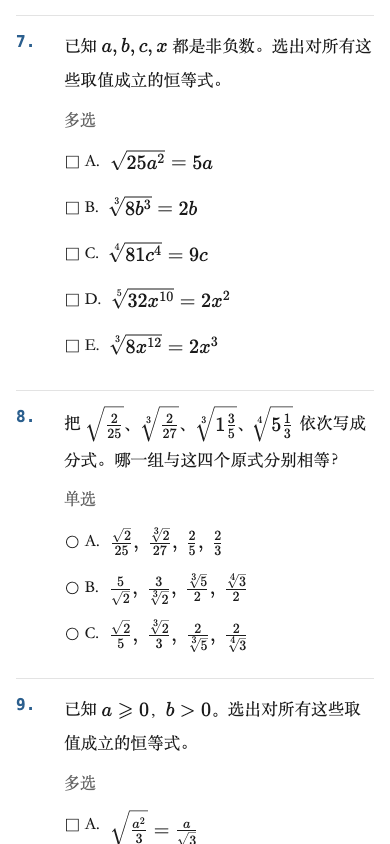 7. 已知 a, b, c, x 都是非负数。选出对所有这
些取值成立的恒等式。
多选
A. √(25a²) = 5a
B. ∛(8b³) = 2b
C. ∜(81c⁴) = 9c
D. ⁵√(32x¹⁰) = 2x²
E. ∛(8x¹²) = 2x³
8. 把 √(2/25)、∛(2/27)、∛(1 3/5)、∜(5 1/3) 依次写成
分式。哪一组与这四个原式分别相等？
单选
A. √2/25, ∛2/27, 2/5, 2/3
B. 5/√2, 3/∛2, ∛5/2, ∜3/2
C. √2/5, ∛2/3, 2/∛5, 2/∜3
9. 已知 a ⩾ 0, b > 0。选出对所有这些取
值成立的恒等式。
多选
A. √(a²/3) = a/√3